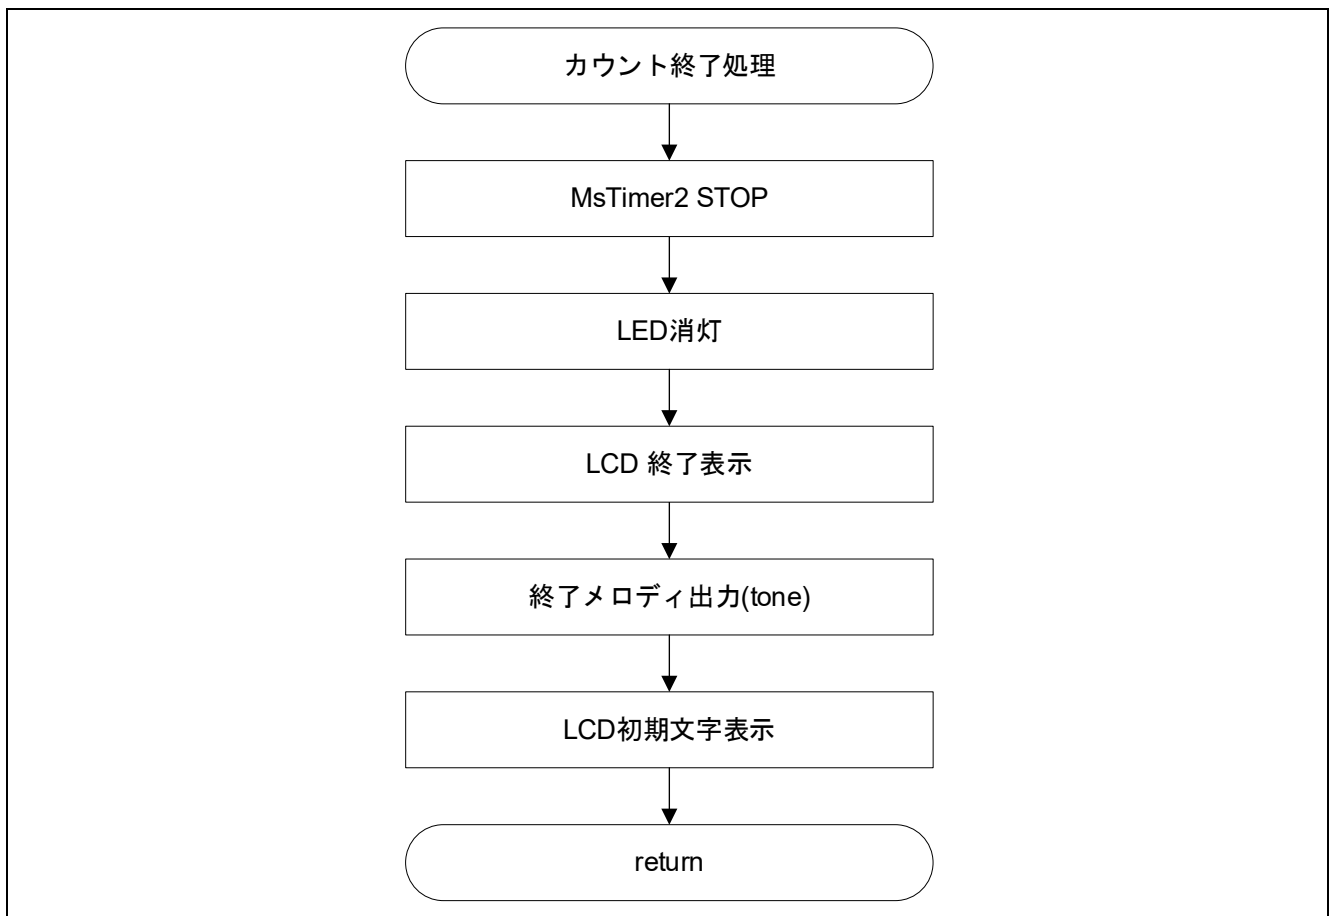 カウント終了処理
MsTimer2 STOP
LED消灯
LCD 終了表示
終了メロディ出力(tone)
LCD初期文字表示
return